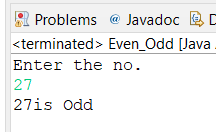 Problems @ Javadoc
<terminated> Even_Odd [Java
Enter the no.
27
27is Odd